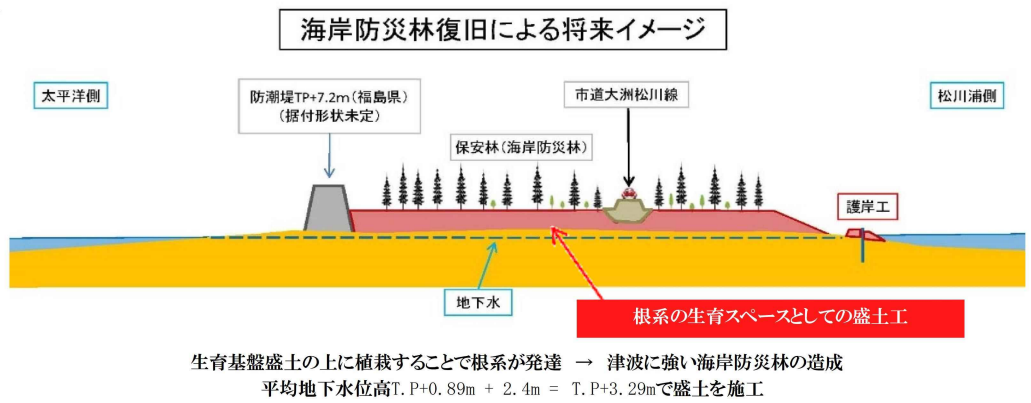 海岸防災林復旧による将来イメージ
太平洋側
防潮堤TP+7.2m(福島県)
(据付形状未定)
市道大洲松川線
松川浦側
保安林(海岸防災林)
護岸工
地下水
根系の生育スペースとしての盛土工
生育基盤盛土の上に植栽することで根系が発達 → 津波に強い海岸防災林の造成
平均地下水位高T.P+0.89m + 2.4m = T.P+3.29mで盛土を施工